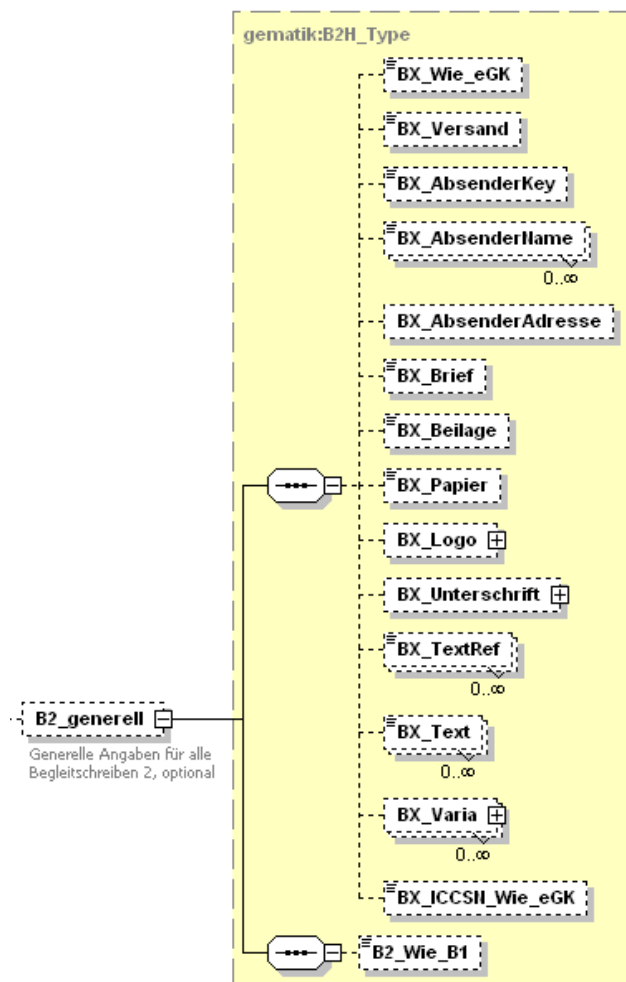 gematik:B2H_Type
BX_Wie_eGK
BX_Versand
BX_AbsenderKey
BX_AbsenderName
0..∞
BX_AbsenderAdresse
BX_Brief
BX_Beilage
BX_Papier
BX_Logo
BX_Unterschrift
BX_TextRef
0..∞
B2_generell
Generelle Angaben für alle
Begleitschreiben 2, optional
BX_Text
0..∞
BX_Varia
0..∞
BX_ICCSN_Wie_eGK
B2_Wie_B1